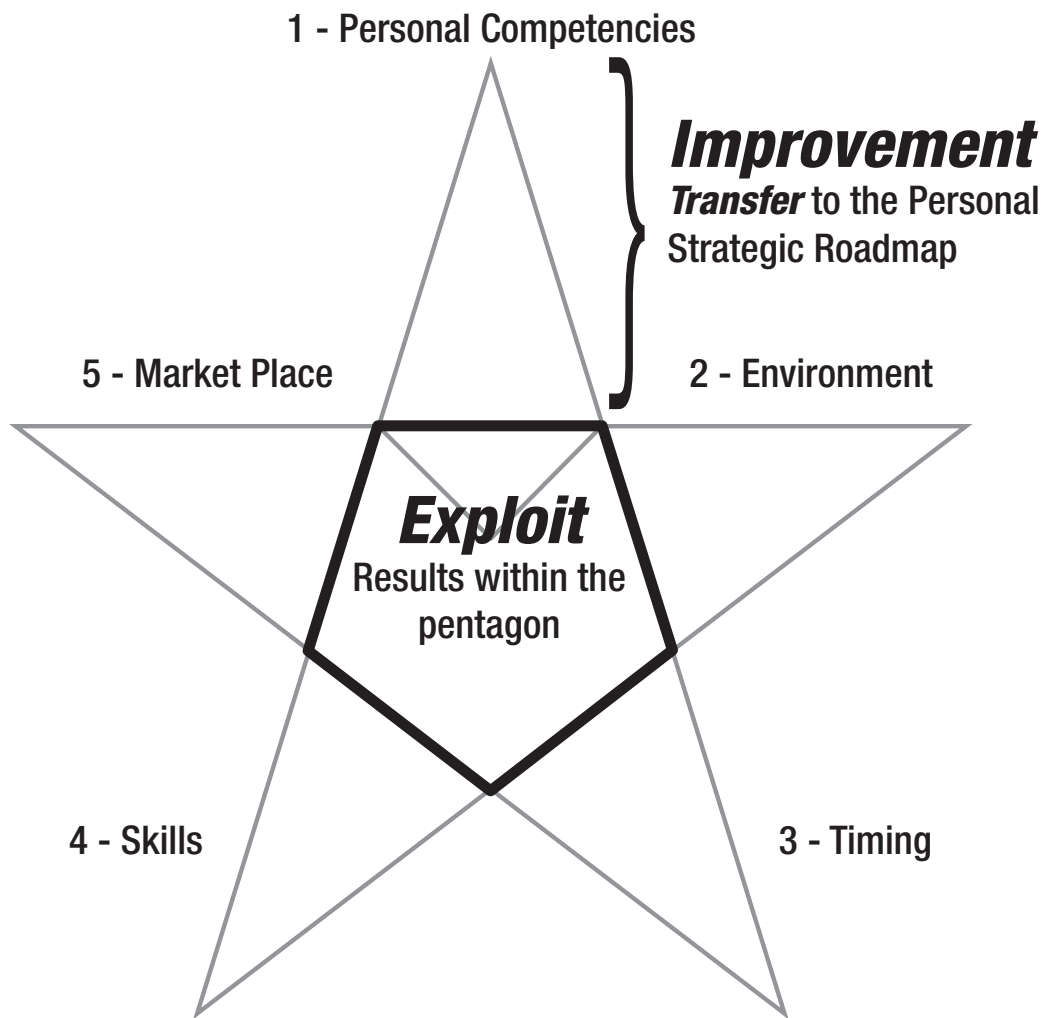 1 - Personal Competencies
Improvement
Transfer to the Personal
Strategic Roadmap
5 - Market Place
2 - Environment
Exploit
Results within the
pentagon
4 - Skills
3 - Timing